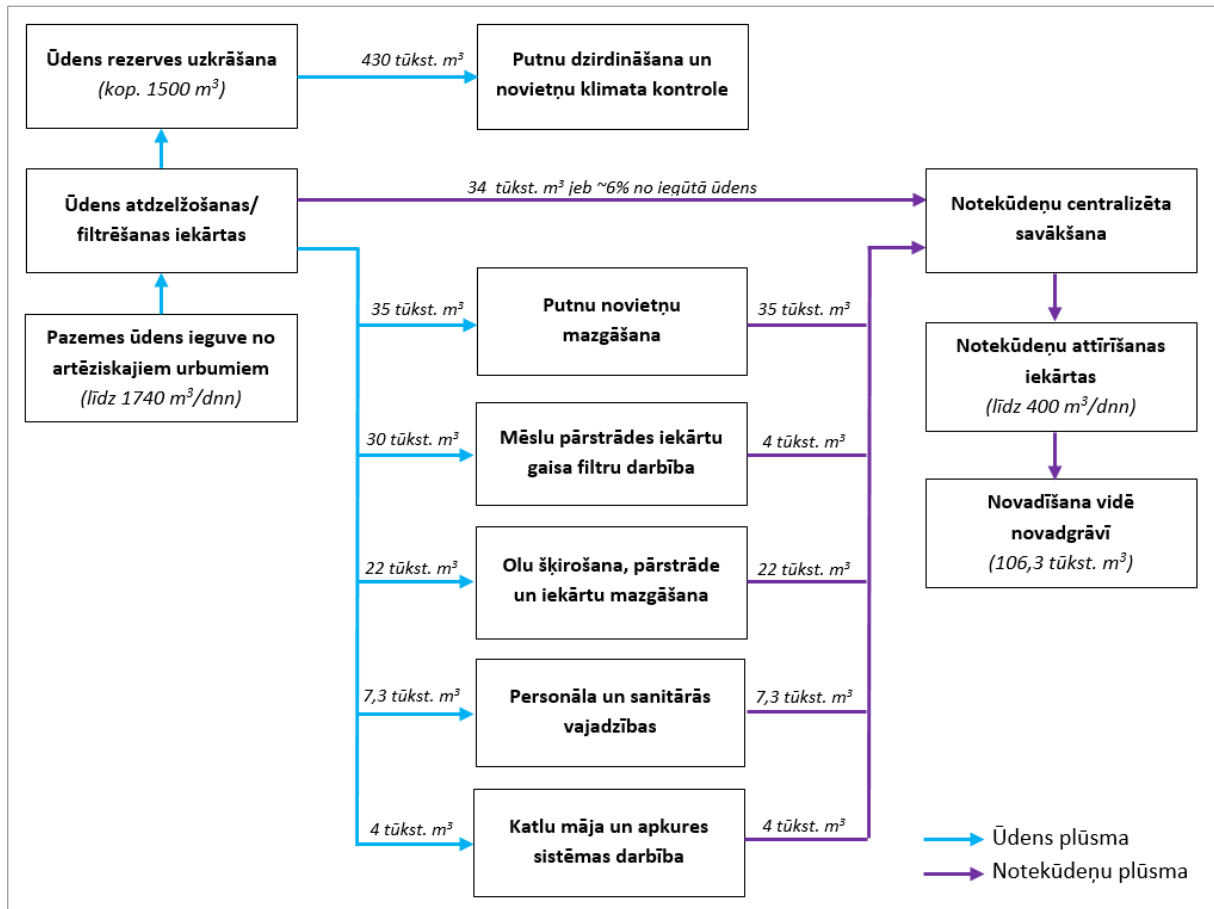 Ūdens rezerves uzkrāšana
(kop. 1500 m³)
430 tūkst. m³
Putnu dzirdināšana un
novietņu klimata kontrole
Ūdens atdzelžošanas/
filtrēšanas iekārtas
34 tūkst. m³ jeb ~6% no iegūtā ūdens
Notekūdeņu centralizēta
savākšana
Pazemes ūdens ieguve no
artēziskajiem urbumiem
(līdz 1740 m³/dnn)
35 tūkst. m³
Putnu novietņu
mazgāšana
35 tūkst. m³
Notekūdeņu attīrīšanas
iekārtas
(līdz 400 m³/dnn)
30 tūkst. m³
Mēslu pārstrādes iekārtu
gaisa filtru darbība
4 tūkst. m³
Novadīšana vidē
novadgrāvī
(106,3 tūkst. m³)
22 tūkst. m³
Olu šķirošana, pārstrāde
un iekārtu mazgāšana
22 tūkst. m³
7,3 tūkst. m³
Personāla un sanitārās
vajadzības
7,3 tūkst. m³
4 tūkst. m³
Katlu māja un apkures
sistēmas darbība
4 tūkst. m³
Ūdens plūsma
Notekūdeņu plūsma